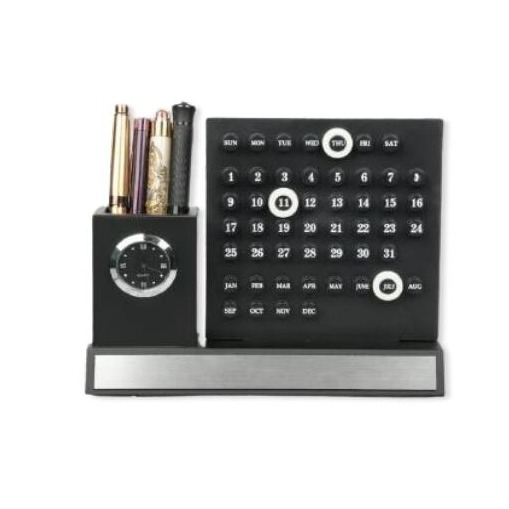 SUN MON TUE WED THU FRI SAT
1 2 3 4 5 6 7 8
9 10 11 12 13 14 15 16
17 18 19 20 21 22 23 24
25 26 27 28 29 30 31
JAN FEB MAR APR MAY JUNE JULY AUG
SEP OCT NOV DEC